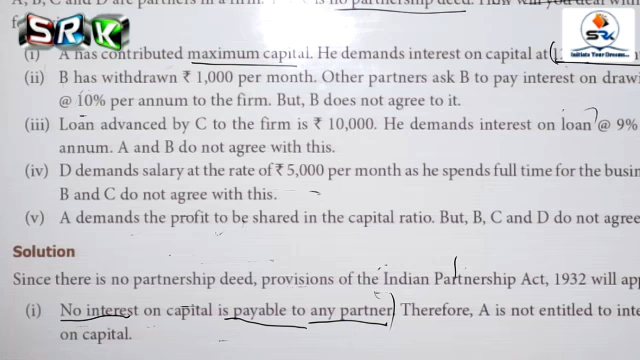 A, B, C and D are partners in a firm. is no partnership deed. How will you deal with
SRK
SRK
Initiate Your Dreams...
(i) A has contributed maximum capital. He demands interest on capital at
(ii) B has withdrawn ₹ 1,000 per month. Other partners ask B to pay interest on drawi
@ 10% per annum to the firm. But, B does not agree to it.
(iii) Loan advanced by C to the firm is ₹ 10,000. He demands interest on loan @ 9%
annum. A and B do not agree with this.
(iv) D demands salary at the rate of ₹ 5,000 per month as he spends full time for the busin
B and C do not agree with this.
(v) A demands the profit to be shared in the capital ratio. But, B, C and D do not agree
Solution
Since there is no partnership deed, provisions of the Indian Partnership Act, 1932 will app
(i) No interest on capital is payable to any partner. Therefore, A is not entitled to inte
on capital.